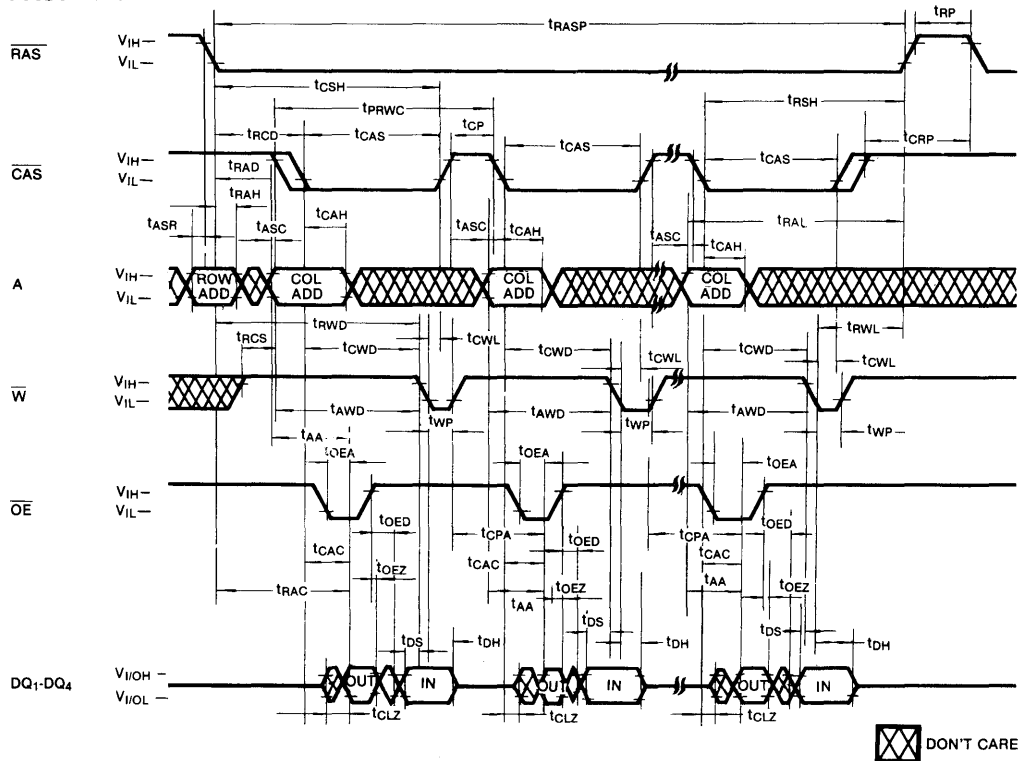 tRASP tRP
RAS VIH—
VIL—
tCSH tRSH
tPRWC
tRCD tCAS tCP tCAS tCAS tCRP
CAS VIH—
VIL—
tRAD
tRAH tRAL
tASR tASC tCAH tASC tCAH tASC tCAH
A VIH—
VIL—
ROW ADD COL ADD COL ADD COL ADD
tRWD tRWL
tRCS tCWD tCWL tCWD tCWL tCWD tCWL
W VIH—
VIL—
tAWD tAWD tAWD
tWP tWP tWP
tAA
tOEA tOEA tOEA
OE VIH—
VIL—
tOED tCPA tOED tCPA tOED
tCAC tCAC tCAC
tOEZ tOEZ tOEZ
tRAC tAA tAA
tDS tDH tDS tDH tDS tDH
DQ1-DQ4 VI/OH—
VI/OL—
OUT IN OUT IN OUT IN
tCLZ tCLZ tCLZ
DON'T CARE